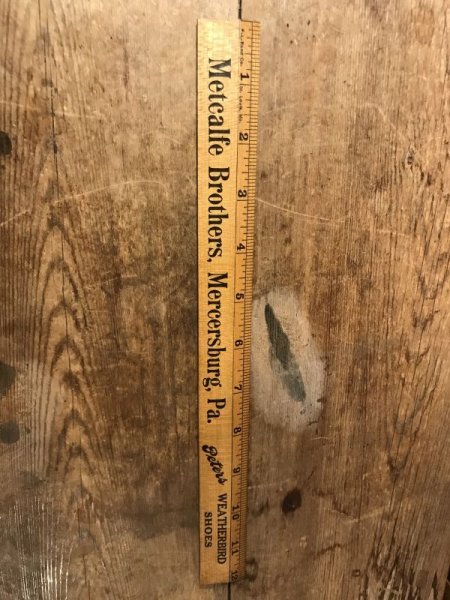 Metcalfe Brothers, Mercersburg, Pa.
Peters WEATHERBIRD
SHOES
1 2 3 4 5 6 7 8 9 10 11 12